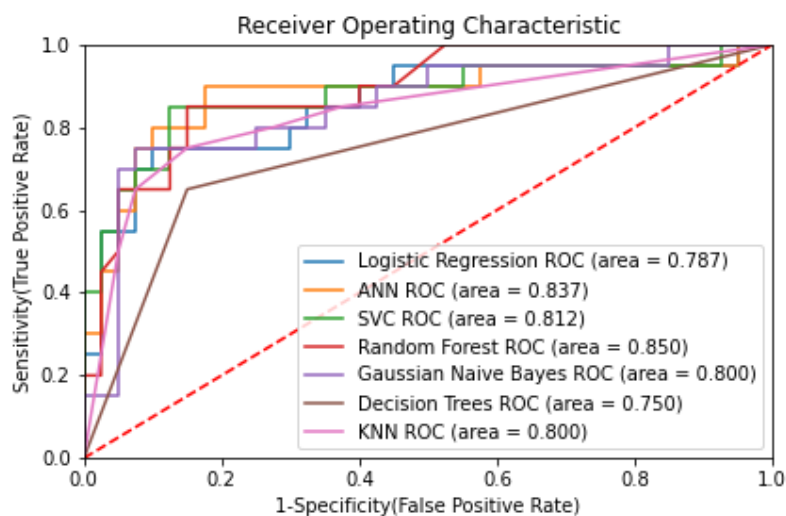 Receiver Operating Characteristic
1.0
0.8
0.6
0.4
0.2
0.0
Sensitivity(True Positive Rate)
Logistic Regression ROC (area = 0.787)
ANN ROC (area = 0.837)
SVC ROC (area = 0.812)
Random Forest ROC (area = 0.850)
Gaussian Naive Bayes ROC (area = 0.800)
Decision Trees ROC (area = 0.750)
KNN ROC (area = 0.800)
0.0 0.2 0.4 0.6 0.8 1.0
1-Specificity(False Positive Rate)